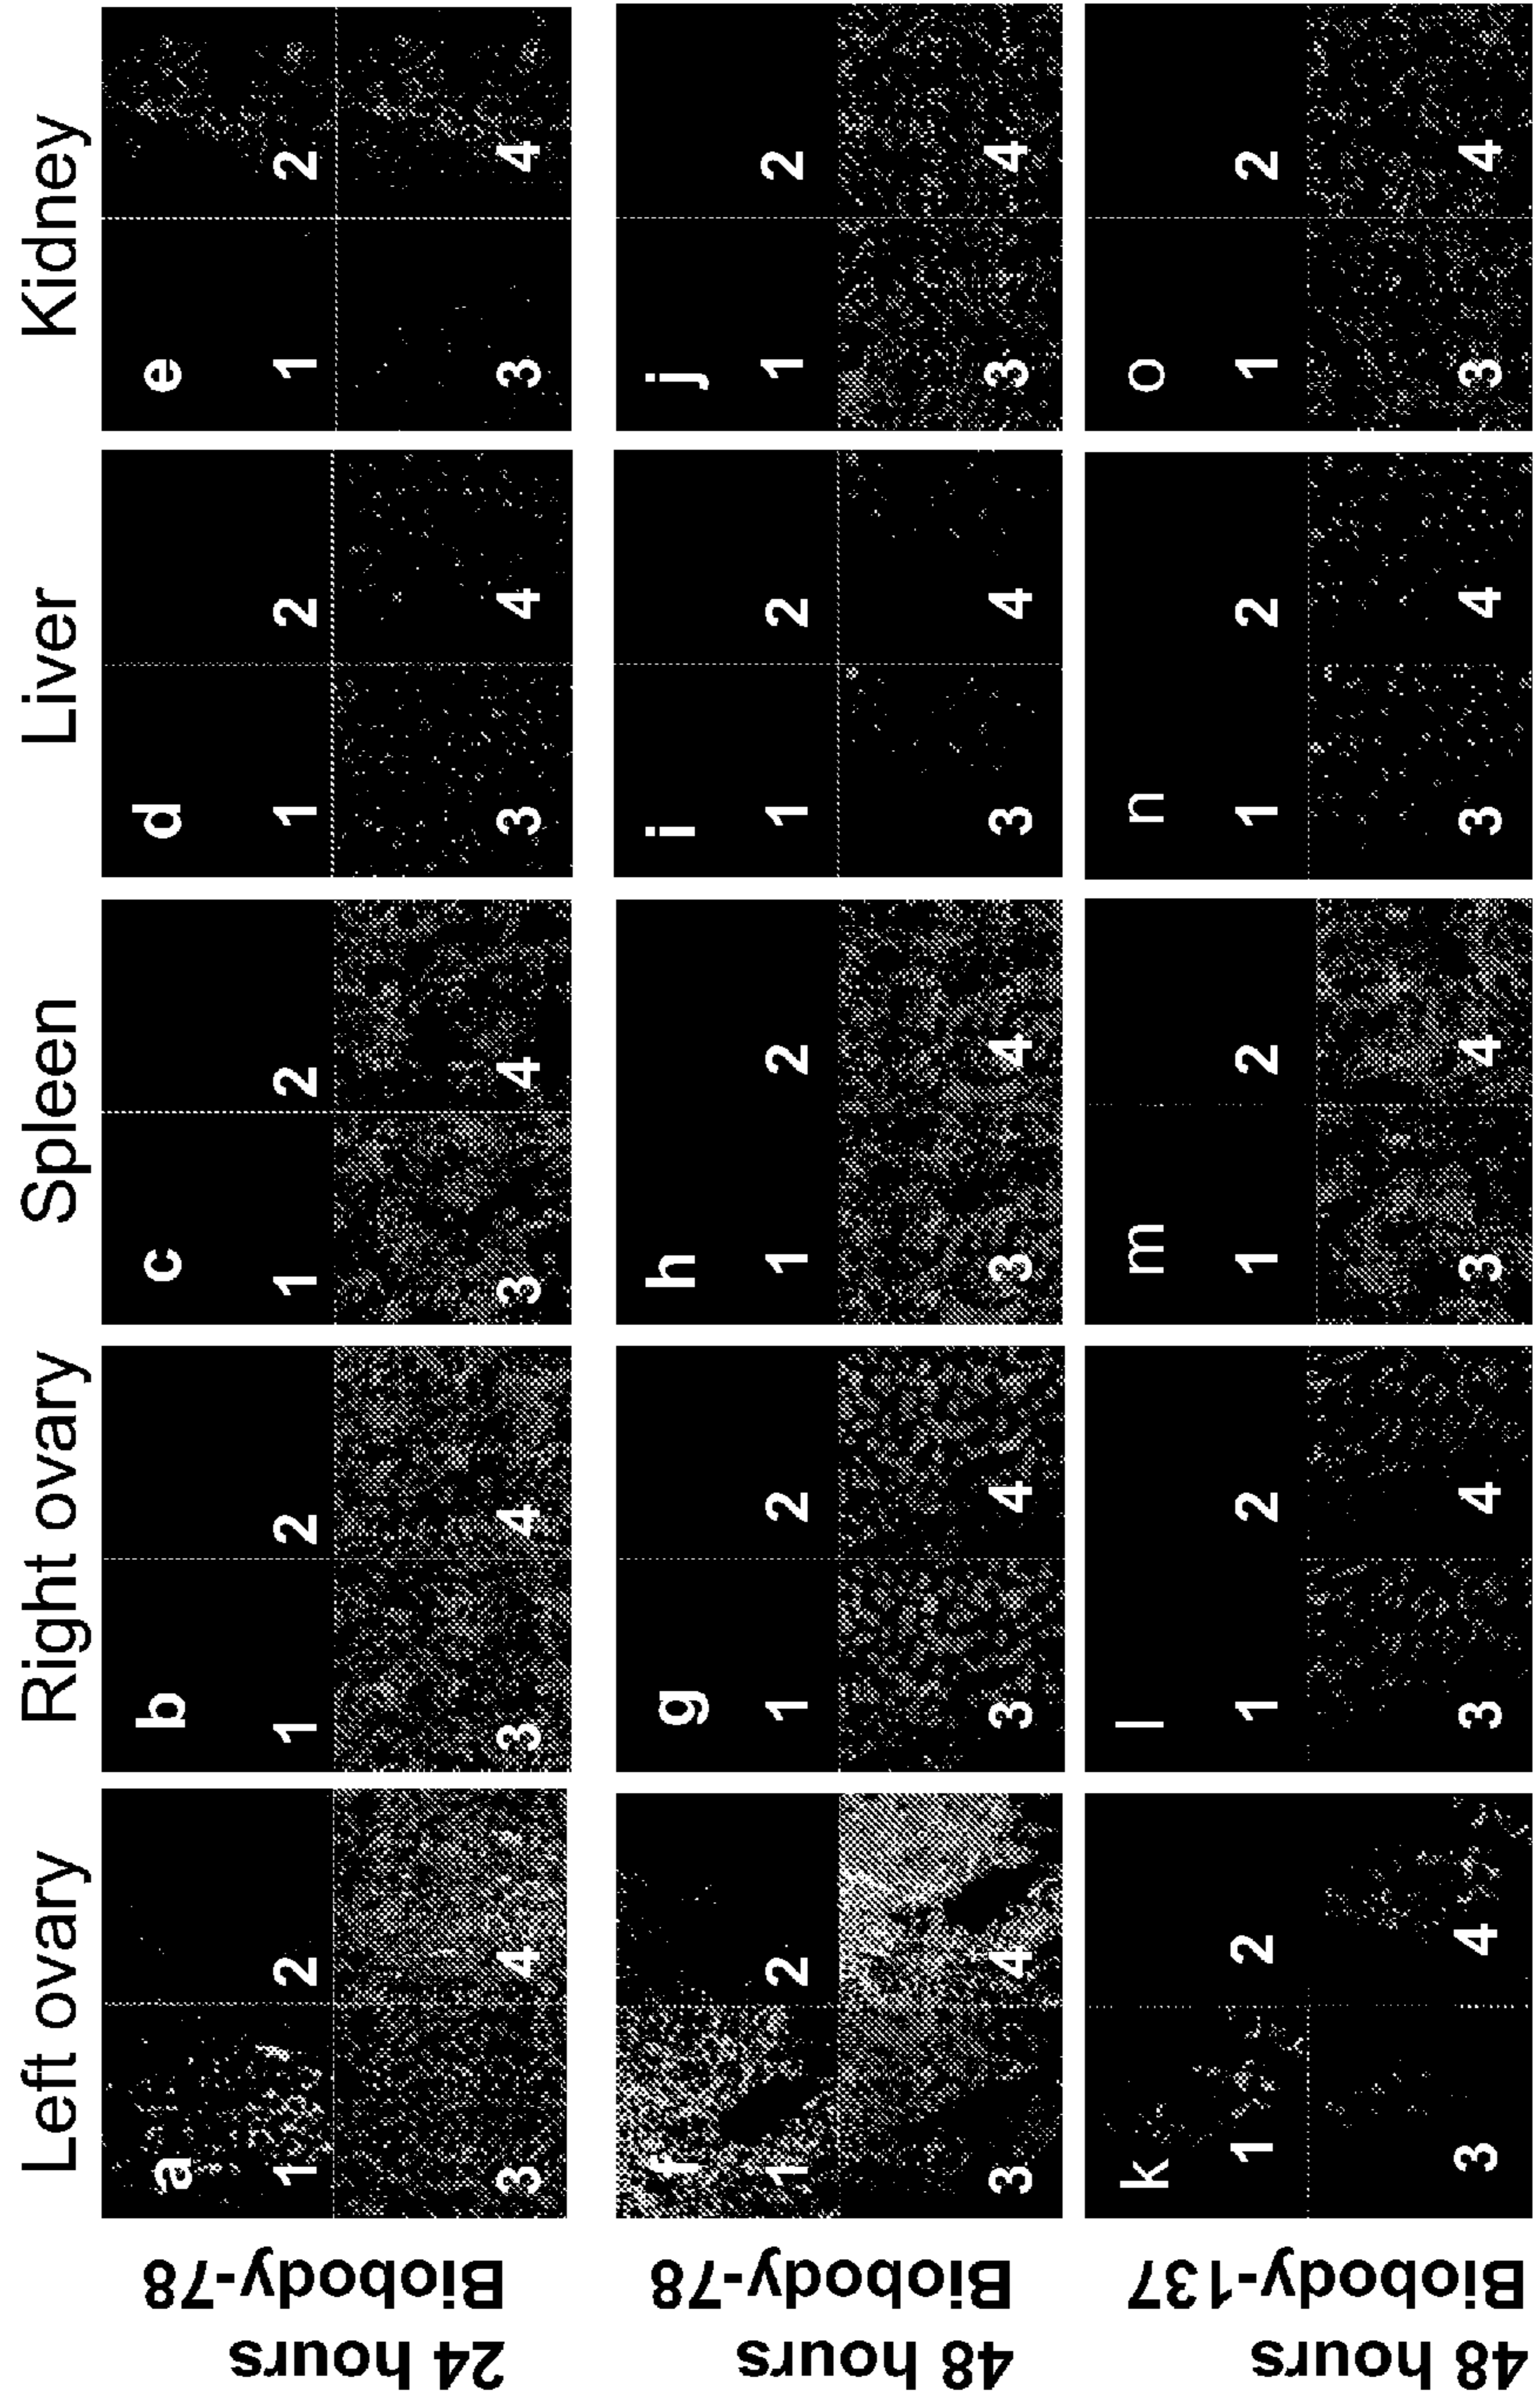 Left ovary
Right ovary
Spleen
Liver
Kidney
24 hours
Biobody-78
a
1 2
3 4
b
1 2
3 4
c
1 2
3 4
d
1 2
3 4
e
1 2
3 4
48 hours
Biobody-78
f
1 2
3 4
g
1 2
3 4
h
1 2
3 4
i
1 2
3 4
j
1 2
3 4
48 hours
Biobody-137
k
1 2
3 4
l
1 2
3 4
m
1 2
3 4
n
1 2
3 4
o
1 2
3 4